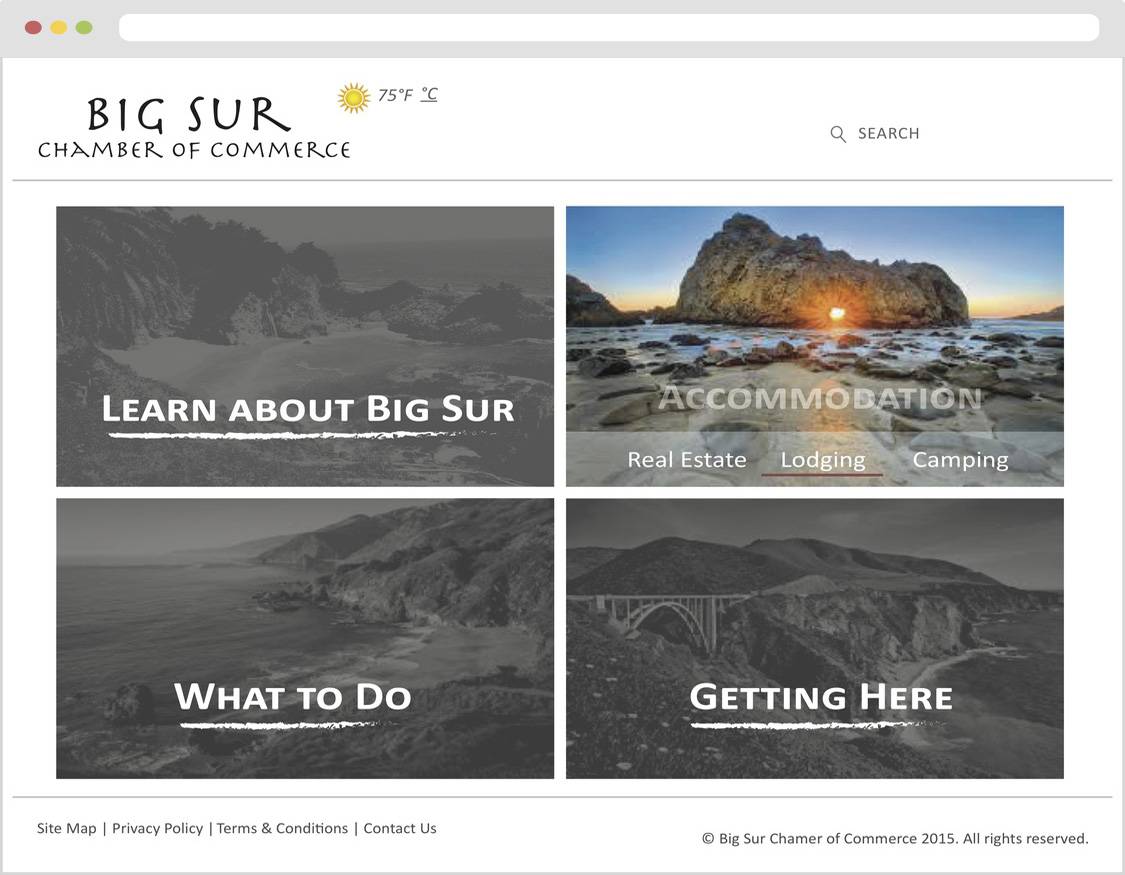 BIG SUR
CHAMBER OF COMMERCE
75°F °C
SEARCH
LEARN ABOUT BIG SUR
ACCOMMODATION
Real Estate Lodging Camping
WHAT TO DO
GETTING HERE
Site Map | Privacy Policy | Terms & Conditions | Contact Us
© Big Sur Chamer of Commerce 2015. All rights reserved.